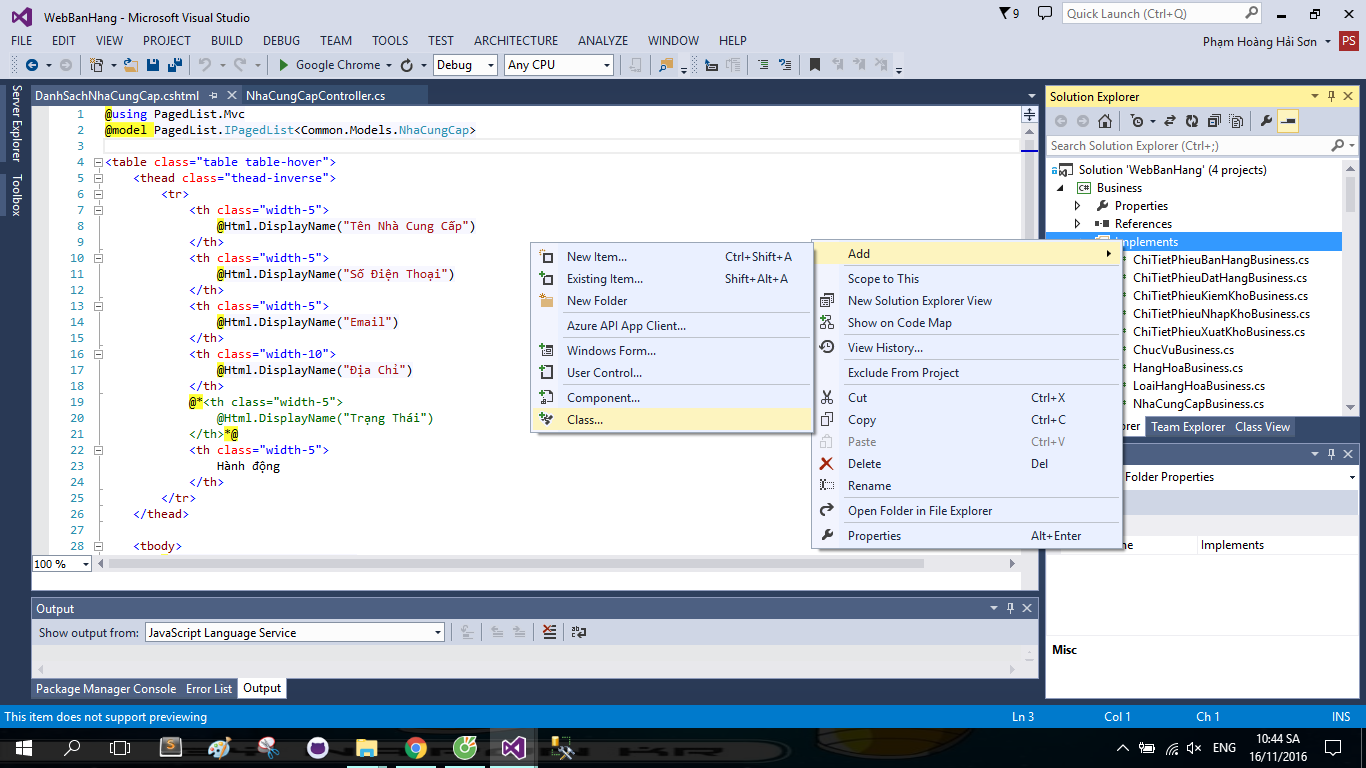 WebBanHang - Microsoft Visual Studio
9
Quick Launch (Ctrl+Q)
FILE EDIT VIEW PROJECT BUILD DEBUG TEAM TOOLS TEST ARCHITECTURE ANALYZE WINDOW HELP
Phạm Hoàng Hải Sơn PS
Google Chrome Debug Any CPU
Server Explorer
Toolbox
DanhSachNhaCungCap.cshtml NhaCungCapController.cs
1 @using PagedList.Mvc
2 @model PagedList.IPagedList<Common.Models.NhaCungCap>
3
4 <table class="table table-hover">
5 <thead class="thead-inverse">
6 <tr>
7 <th class="width-5">
8 @Html.DisplayName("Tên Nhà Cung Cấp")
9 </th>
10 <th class="width-5">
11 @Html.DisplayName("Số Điện Thoại")
12 </th>
13 <th class="width-5">
14 @Html.DisplayName("Email")
15 </th>
16 <th class="width-10">
17 @Html.DisplayName("Địa Chỉ")
18 </th>
19 @*<th class="width-5">
20 @Html.DisplayName("Trạng Thái")
21 </th>*@
22 <th class="width-5">
23 Hành động
24 </th>
25 </tr>
26 </thead>
27
28 <tbody>
100 %
New Item... Ctrl+Shift+A
Existing Item... Shift+Alt+A
New Folder
Azure API App Client...
Windows Form...
User Control...
Component...
Class...
Add
Scope to This
New Solution Explorer View
Show on Code Map
View History...
Exclude From Project
Cut Ctrl+X
Copy Ctrl+C
Paste Ctrl+V
Delete Del
Rename
Open Folder in File Explorer
Properties Alt+Enter
Solution Explorer
Search Solution Explorer (Ctrl+;)
Solution 'WebBanHang' (4 projects)
C# Business
Properties
References
Implements
ChiTietPhieuBanHangBusiness.cs
ChiTietPhieuDatHangBusiness.cs
ChiTietPhieuKiemKhoBusiness.cs
ChiTietPhieuNhapKhoBusiness.cs
ChiTietPhieuXuatKhoBusiness.cs
ChucVuBusiness.cs
HangHoaBusiness.cs
LoaiHangHoaBusiness.cs
NhaCungCapBusiness.cs
Team Explorer Class View
Folder Properties
Implements
Misc
Output
Show output from: JavaScript Language Service
Package Manager Console Error List Output
This item does not support previewing Ln 3 Col 1 Ch 1 INS
ENG
10:44 SA
16/11/2016